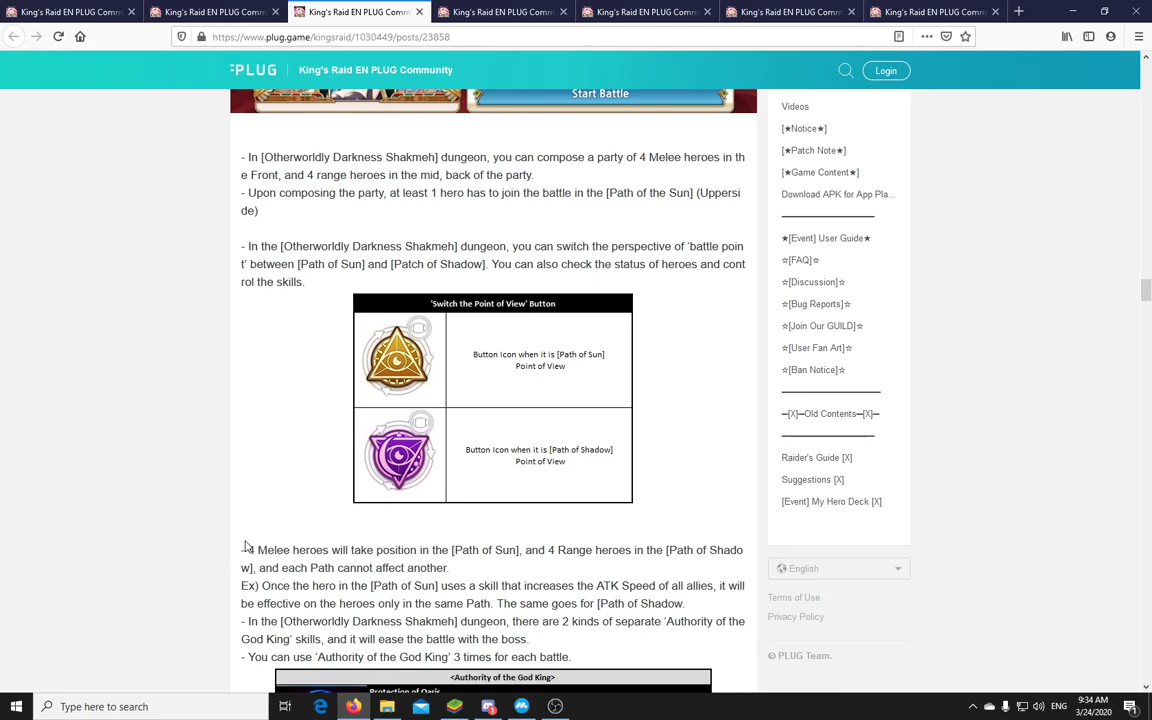 King's Raid EN PLUG Comm
King's Raid EN PLUG Commu
King's Raid EN PLUG Comm
King's Raid EN PLUG Commu
King's Raid EN PLUG Commu
King's Raid EN PLUG Commu
King's Raid EN PLUG Comm
https://www.plug.game/kingsraid/1030449/posts/23858
PLUG
King's Raid EN PLUG Community
Login
Start Battle
- In [Otherworldly Darkness Shakmeh] dungeon, you can compose a party of 4 Melee heroes in th
e Front, and 4 range heroes in the mid, back of the party.
- Upon composing the party, at least 1 hero has to join the battle in the [Path of the Sun] (Uppersi
de)
- In the [Otherworldly Darkness Shakmeh] dungeon, you can switch the perspective of ‘battle poin
t’ between [Path of Sun] and [Patch of Shadow]. You can also check the status of heroes and cont
rol the skills.
'Switch the Point of View' Button
Button Icon when it is [Path of Sun]
Point of View
Button Icon when it is [Path of Shadow]
Point of View
- 4 Melee heroes will take position in the [Path of Sun], and 4 Range heroes in the [Path of Shado
w], and each Path cannot affect another.
Ex) Once the hero in the [Path of Sun] uses a skill that increases the ATK Speed of all allies, it will
be effective on the heroes only in the same Path. The same goes for [Path of Shadow.
- In the [Otherworldly Darkness Shakmeh] dungeon, there are 2 kinds of separate ‘Authority of the
God King’ skills, and it will ease the battle with the boss.
- You can use ‘Authority of the God King’ 3 times for each battle.
<Authority of the God King>
Protection of Oasis
Videos
[★Notice★]
[★Patch Note★]
[★Game Content★]
Download APK for App Pla...
★[Event] User Guide★
☆[FAQ]☆
☆[Discussion]☆
☆[Bug Reports]☆
☆[Join Our GUILD]☆
☆[User Fan Art]☆
☆[Ban Notice]☆
━[X]━Old Contents━[X]━
Raider's Guide [X]
Suggestions [X]
[Event] My Hero Deck [X]
English
Terms of Use
Privacy Policy
© PLUG Team.
Type here to search
ENG
9:34 AM
3/24/2020
1